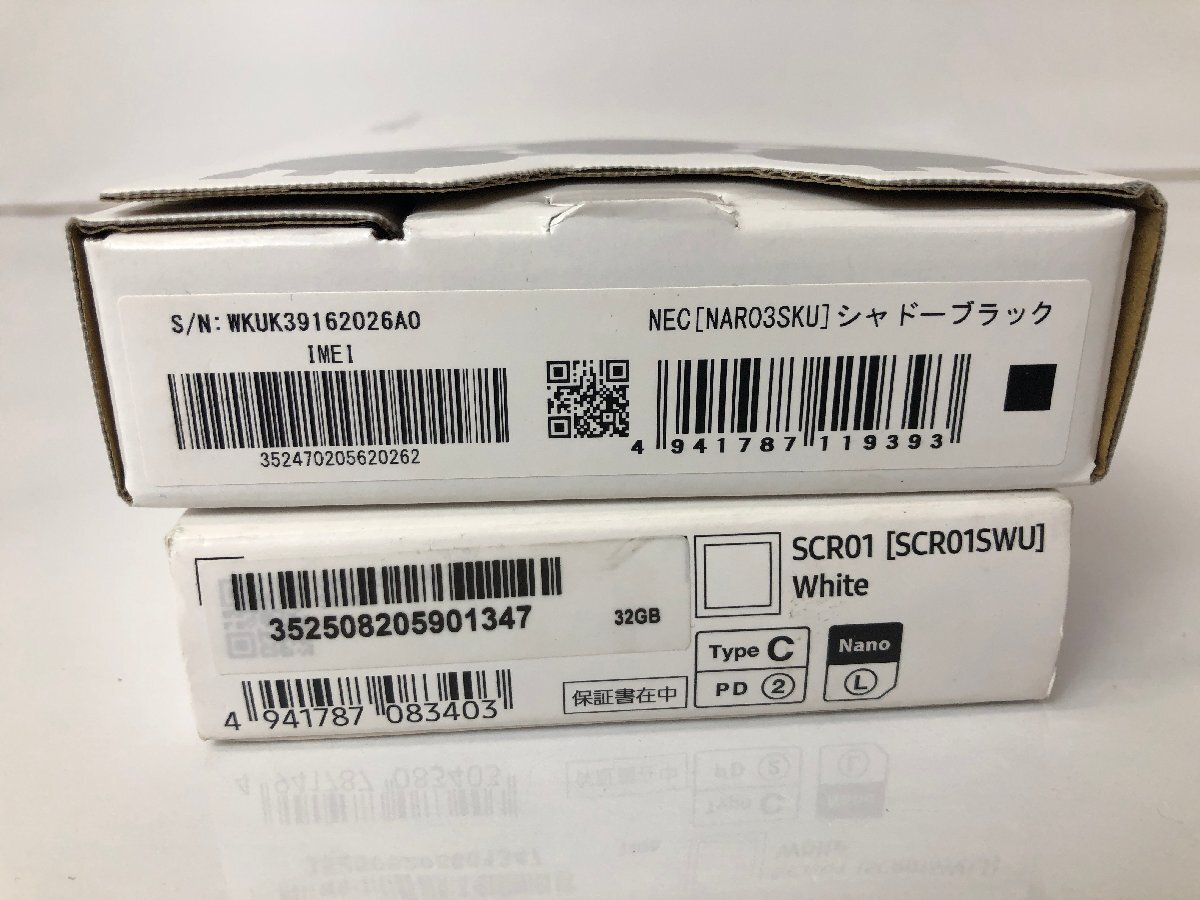 S/N: WKUK39162026A0
IMEI
352470205620262
NEC[NAR03SKU]シャドーブラック
4 941787 119393
352508205901347
32GB
4 941787 083403
保証書在中
SCR01 [SCR01SWU]
White
Type C
PD ②
Nano
Ⓛ